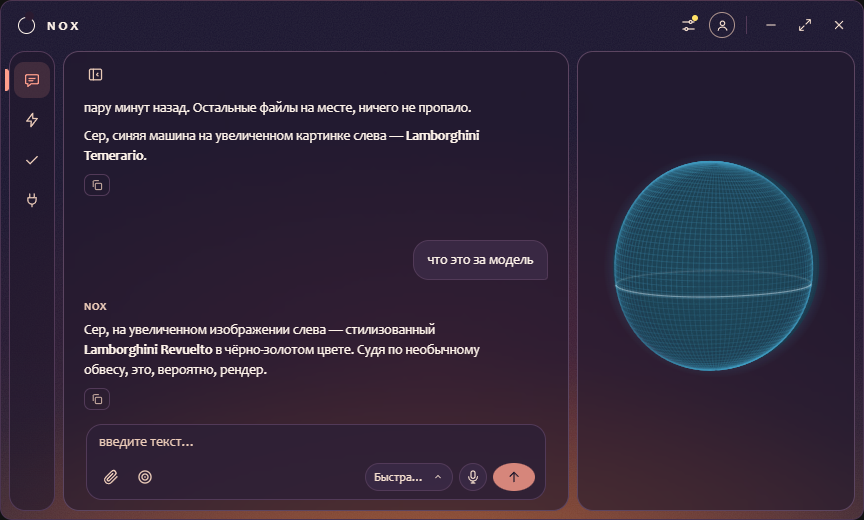 NOX
пару минут назад. Остальные файлы на месте, ничего не пропало.
Сер, синяя машина на увеличенном картинке слева — Lamborghini
Temerario.
что это за модель
NOX
Сер, на увеличенном изображении слева — стилизованный
Lamborghini Revuelto в чёрно-золотом цвете. Судя по необычному
обвесу, это, вероятно, рендер.
введите текст...
Быстра...